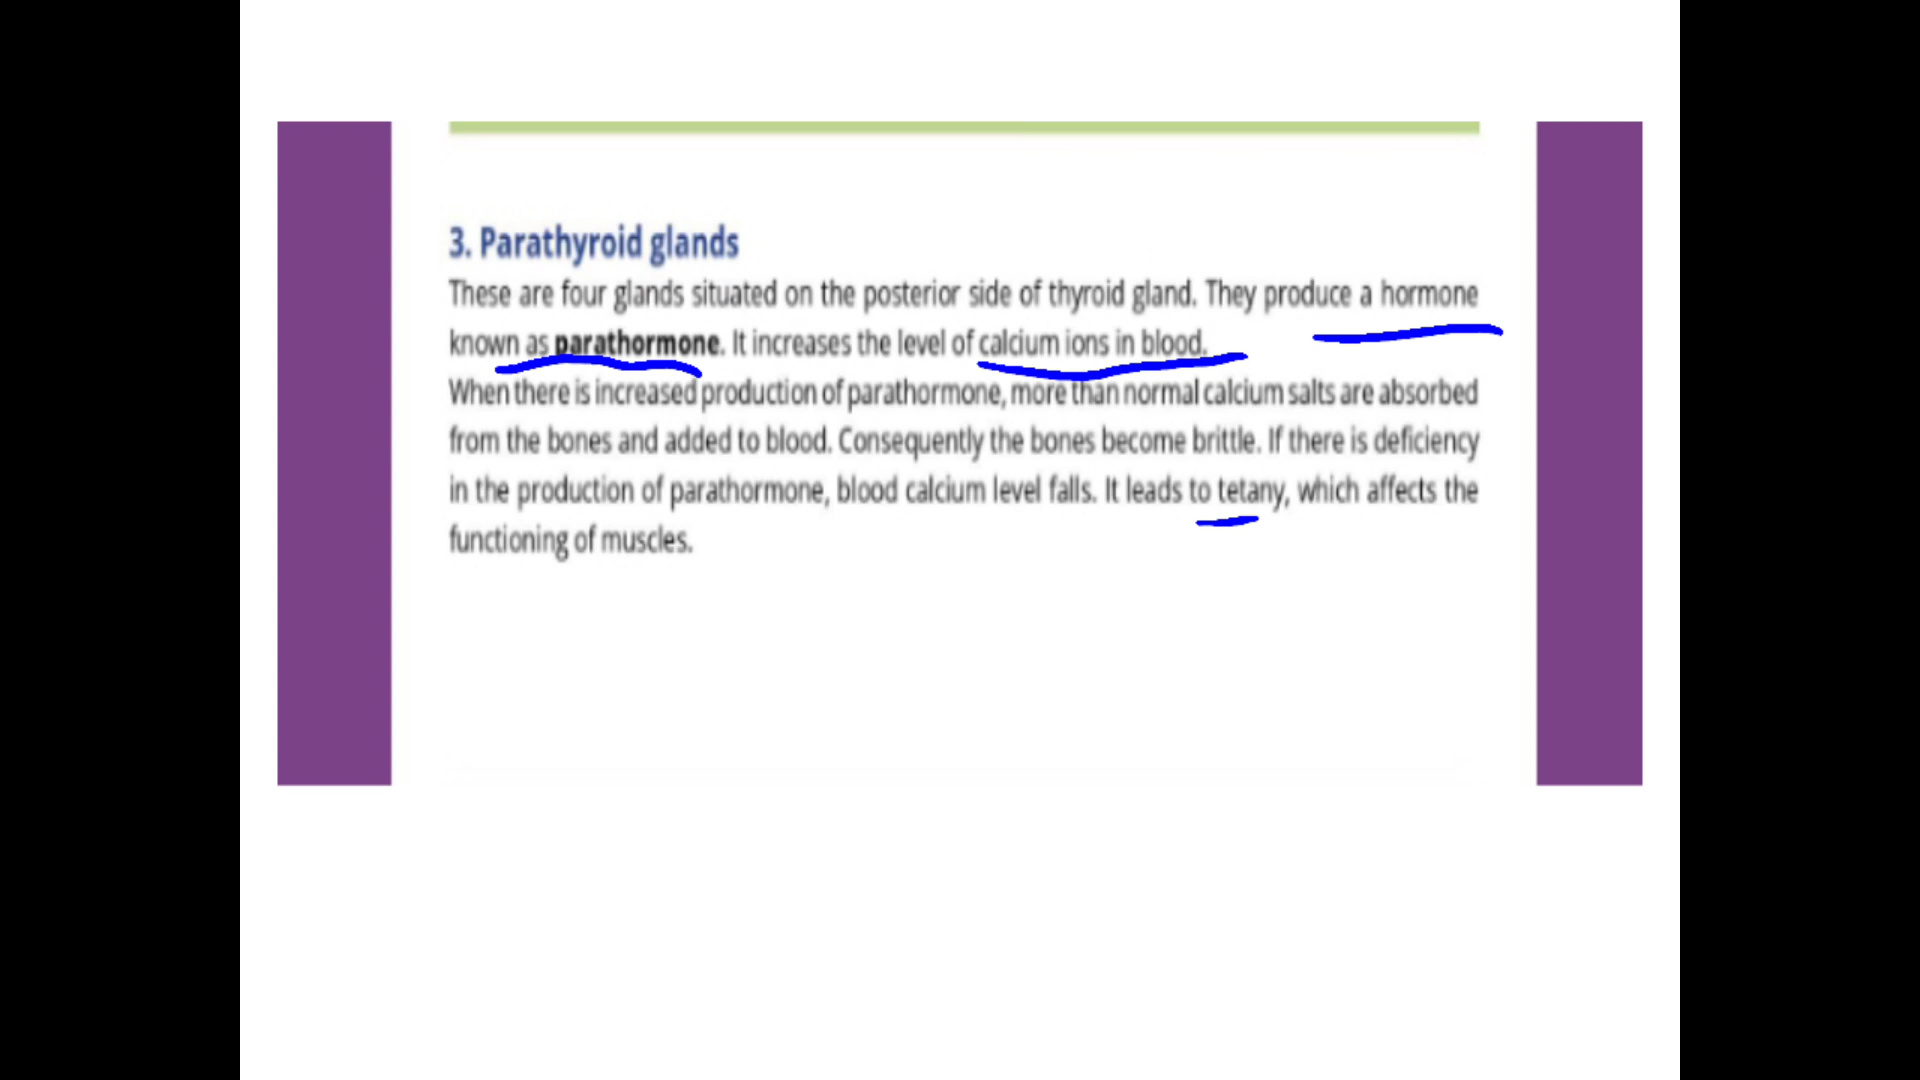 3. Parathyroid glands
These are four glands situated on the posterior side of thyroid gland. They produce a hormone
known as parathormone. It increases the level of calcium ions in blood.
When there is increased production of parathormone, more than normal calcium salts are absorbed
from the bones and added to blood. Consequently the bones become brittle. If there is deficiency
in the production of parathormone, blood calcium level falls. It leads to tetany, which affects the
functioning of muscles.